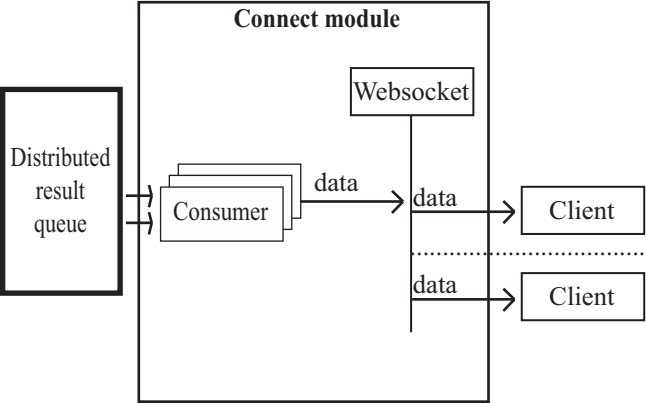 Connect module
Websocket
Distributed
result
queue
Consumer
data
data
Client
data
Client